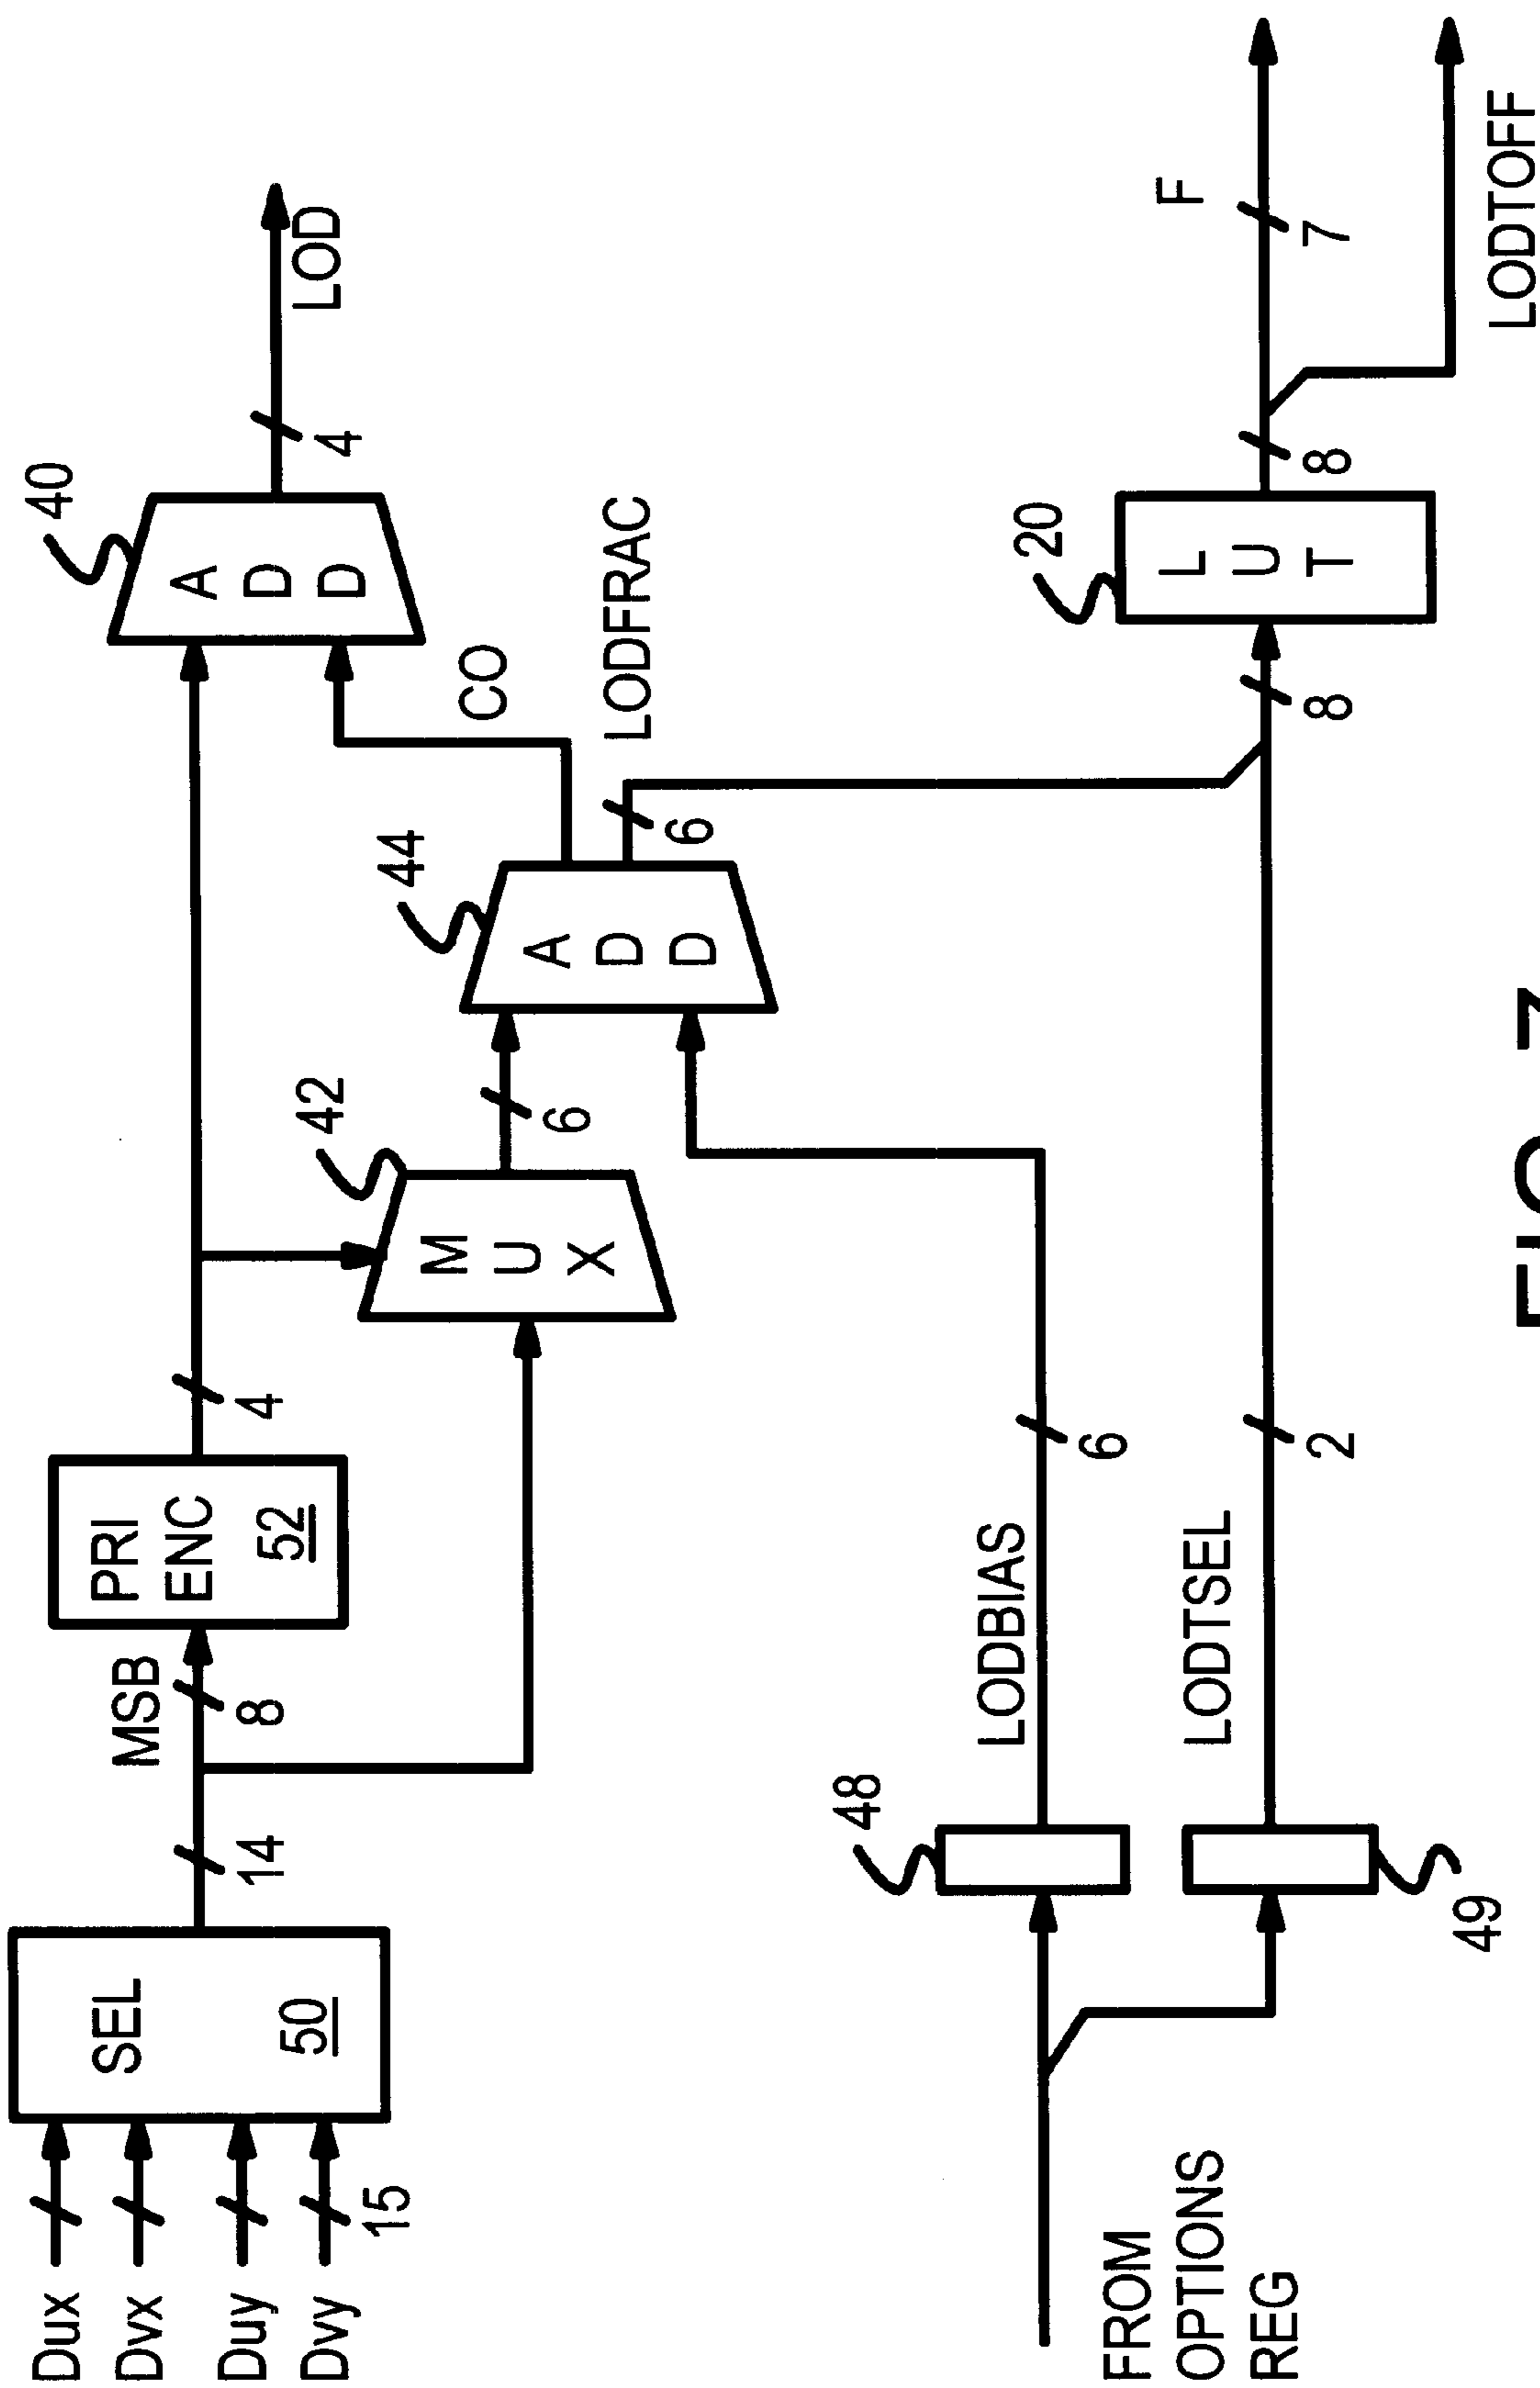 Dux
Dvx
Duy
Dvy
15
SEL
50
14
MSB
8
PRI
ENC
52
4
MUX
42
6
ADD
44
CO
6
LODFRAC
ADD
40
4
LOD
FROM
OPTIONS
REG
48
49
LODBIAS
6
LODTSEL
2
8
LUT
20
8
F
7
LODTOFF